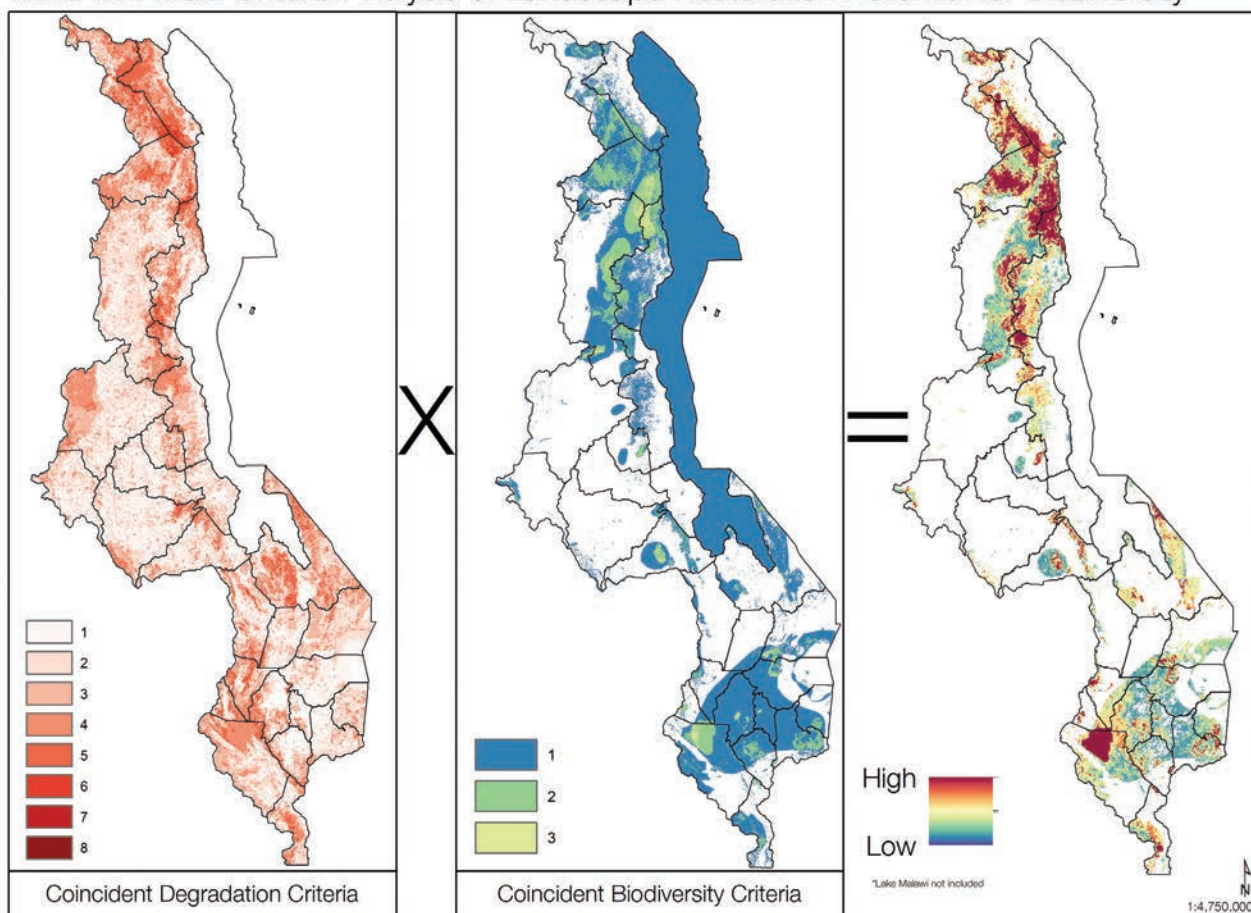 1
2
3
4
5
6
7
8
Coincident Degradation Criteria
X
1
2
3
Coincident Biodiversity Criteria
=
High
Low
*Lake Malawi not included
N
1:4,750,000